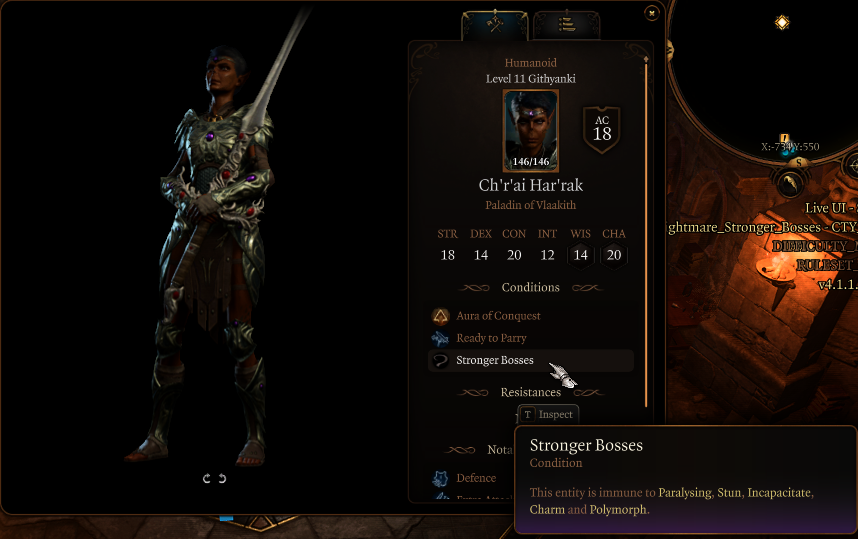 Humanoid
Level 11 Githyanki
146/146
AC
18
Ch'r'ai Har'rak
Paladin of Vlaakith
STR DEX CON INT WIS CHA
18 14 20 12 14 20
Conditions
Aura of Conquest
Ready to Parry
Stronger Bosses
Resistances
T Inspect
Nota
Defence
Stronger Bosses
Condition
This entity is immune to Paralysing, Stun, Incapacitate,
Charm and Polymorph.
S
Live UI -
ghtmare_Stronger_Bosses - CTY
DIFFICULTY_
RULESET_
v4.1.1.